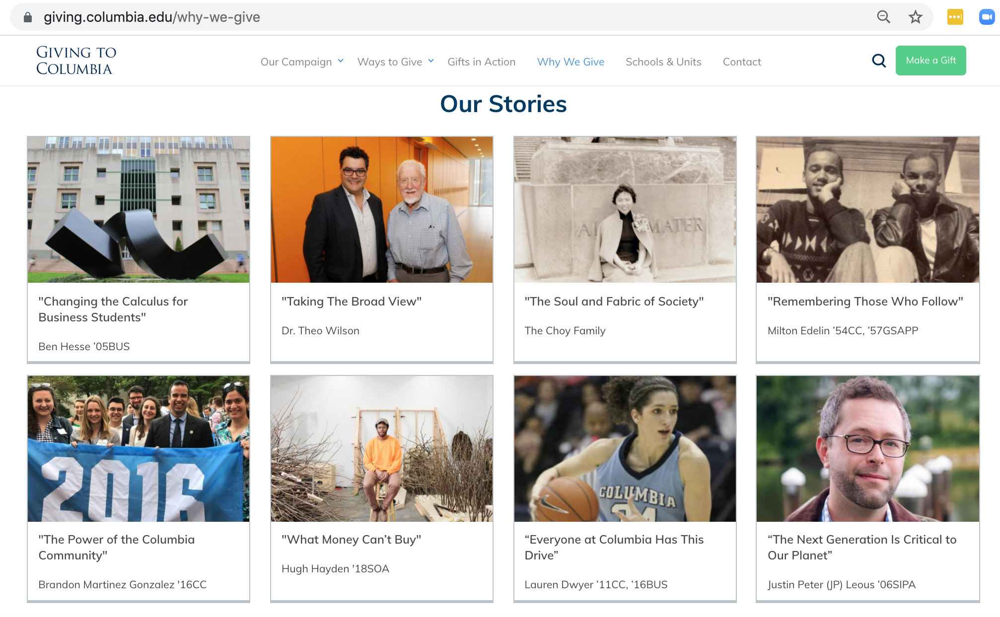 giving.columbia.edu/why-we-give
GIVING TO
COLUMBIA
Our Campaign
Ways to Give
Gifts in Action
Why We Give
Schools & Units
Contact
Make a Gift
Our Stories
MATER
"Changing the Calculus for
Business Students"
Ben Hesse ’05BUS
"Taking The Broad View"
Dr. Theo Wilson
"The Soul and Fabric of Society"
The Choy Family
"Remembering Those Who Follow"
Milton Edelin ’54CC, ’57GSAPP
2016
COLUMBIA
"The Power of the Columbia
Community"
Brandon Martinez Gonzalez '16CC
"What Money Can’t Buy"
Hugh Hayden '18SOA
“Everyone at Columbia Has This
Drive”
Lauren Dwyer ’11CC, ’16BUS
“The Next Generation Is Critical to
Our Planet”
Justin Peter (JP) Leous ’06SIPA